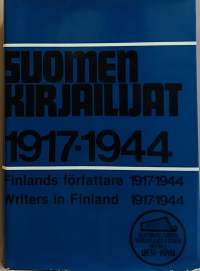 SUOMEN
KIRJAILIJAT
1917·1944
Finlands författare 1917·1944
Writers in Finland 1917·1944